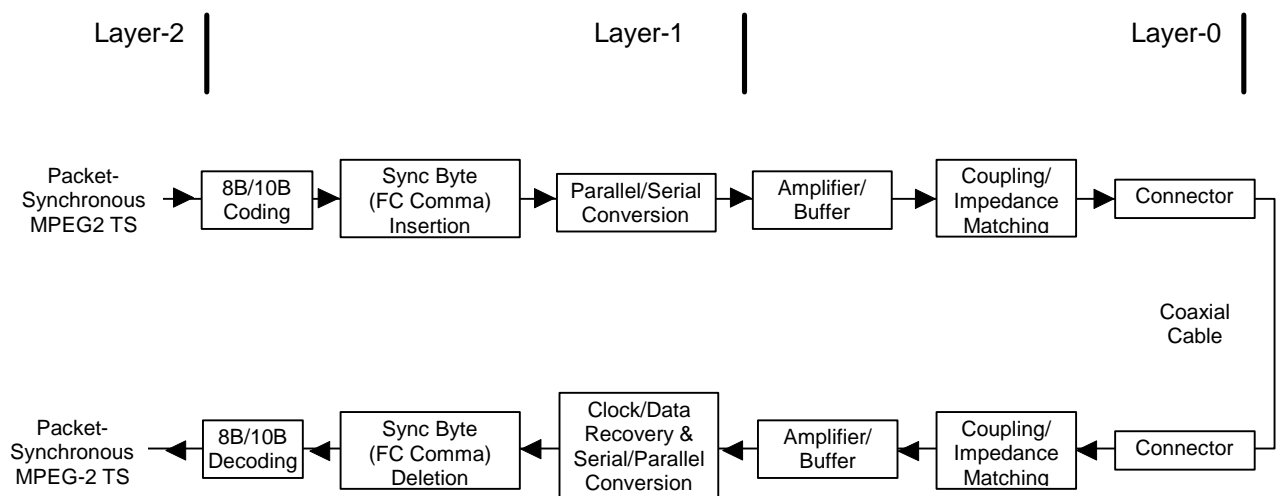 Layer-2
Layer-1
Layer-0
Packet-
Synchronous
MPEG2 TS
8B/10B
Coding
Sync Byte
(FC Comma)
Insertion
Parallel/Serial
Conversion
Amplifier/
Buffer
Coupling/
Impedance
Matching
Connector
Coaxial
Cable
Packet-
Synchronous
MPEG-2 TS
8B/10B
Decoding
Sync Byte
(FC Comma)
Deletion
Clock/Data
Recovery &
Serial/Parallel
Conversion
Amplifier/
Buffer
Coupling/
Impedance
Matching
Connector